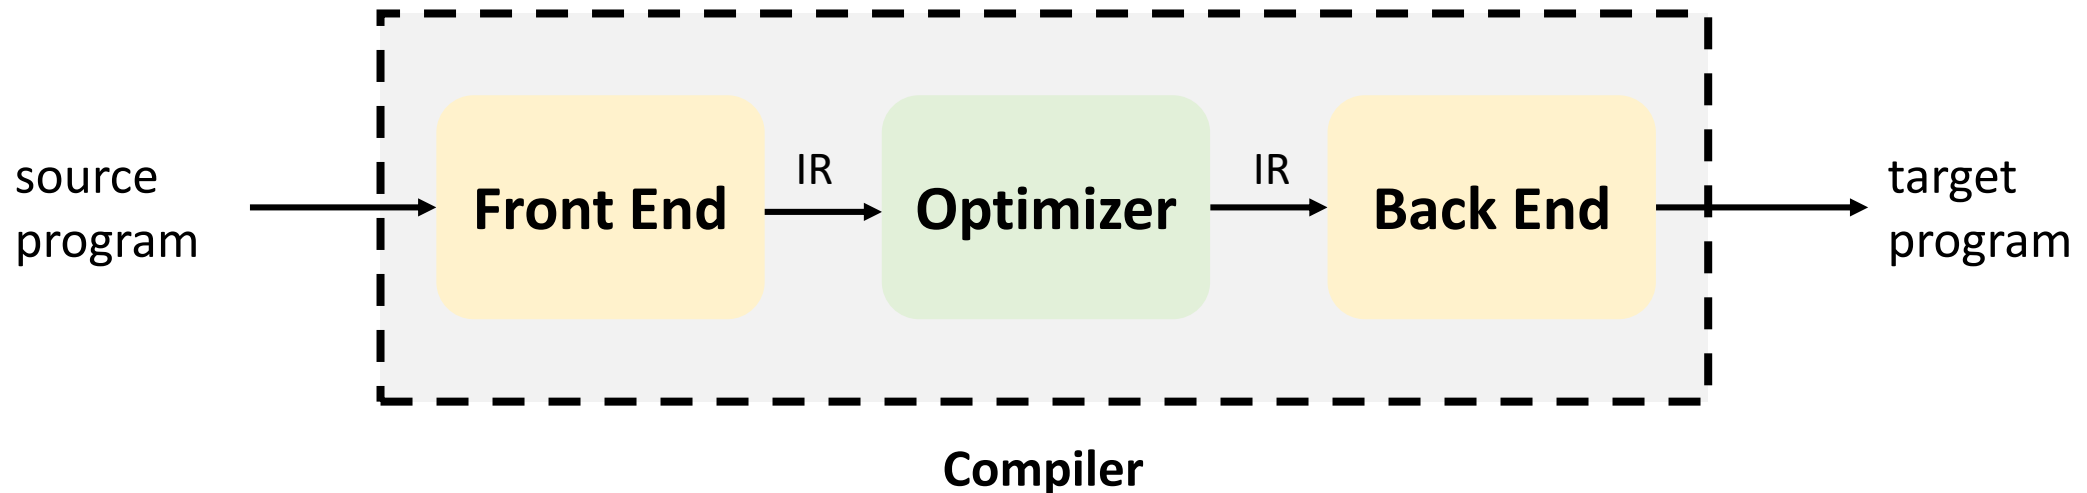 source
program
IR
IR
Front End
Optimizer
Back End
target
program
Compiler